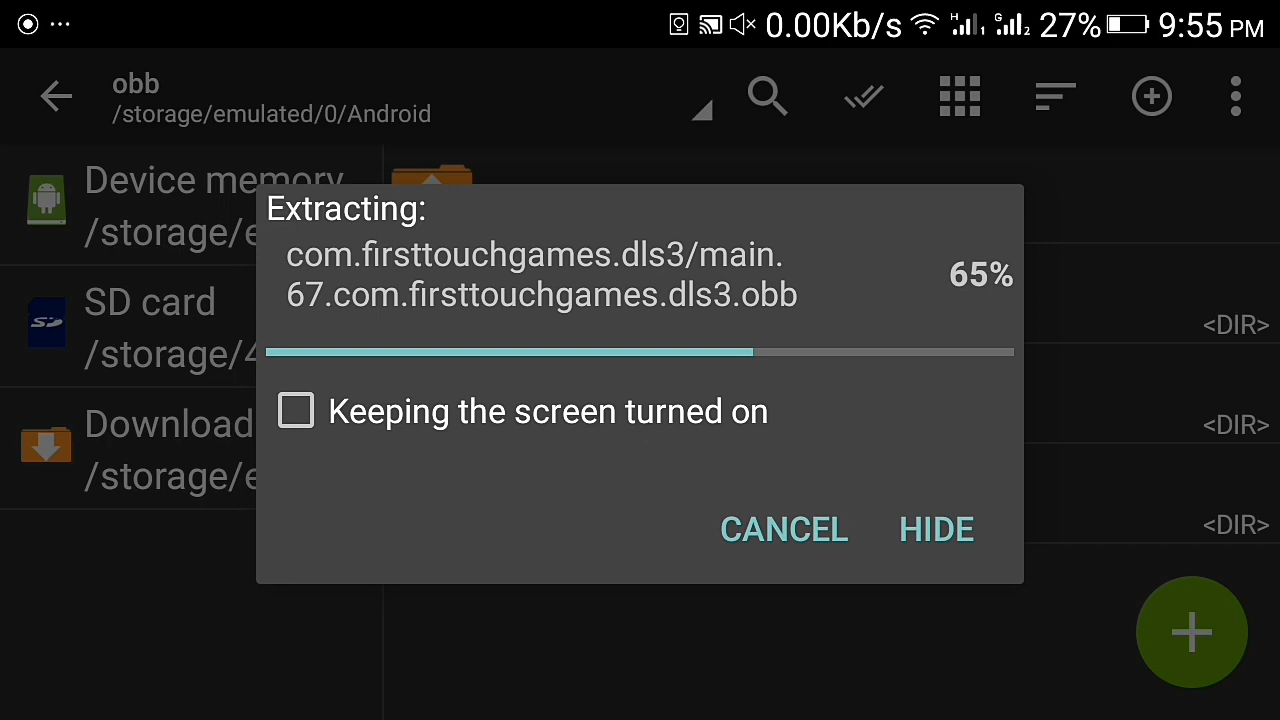 0.00Kb/s H 1 G 2 27% 9:55 PM
obb
/storage/emulated/0/Android
Device memory
/storage/e
SD card
/storage/4
Download
/storage/e
Extracting:
com.firsttouchgames.dls3/main.
67.com.firsttouchgames.dls3.obb
65%
Keeping the screen turned on
CANCEL HIDE
<DIR>
<DIR>
<DIR>